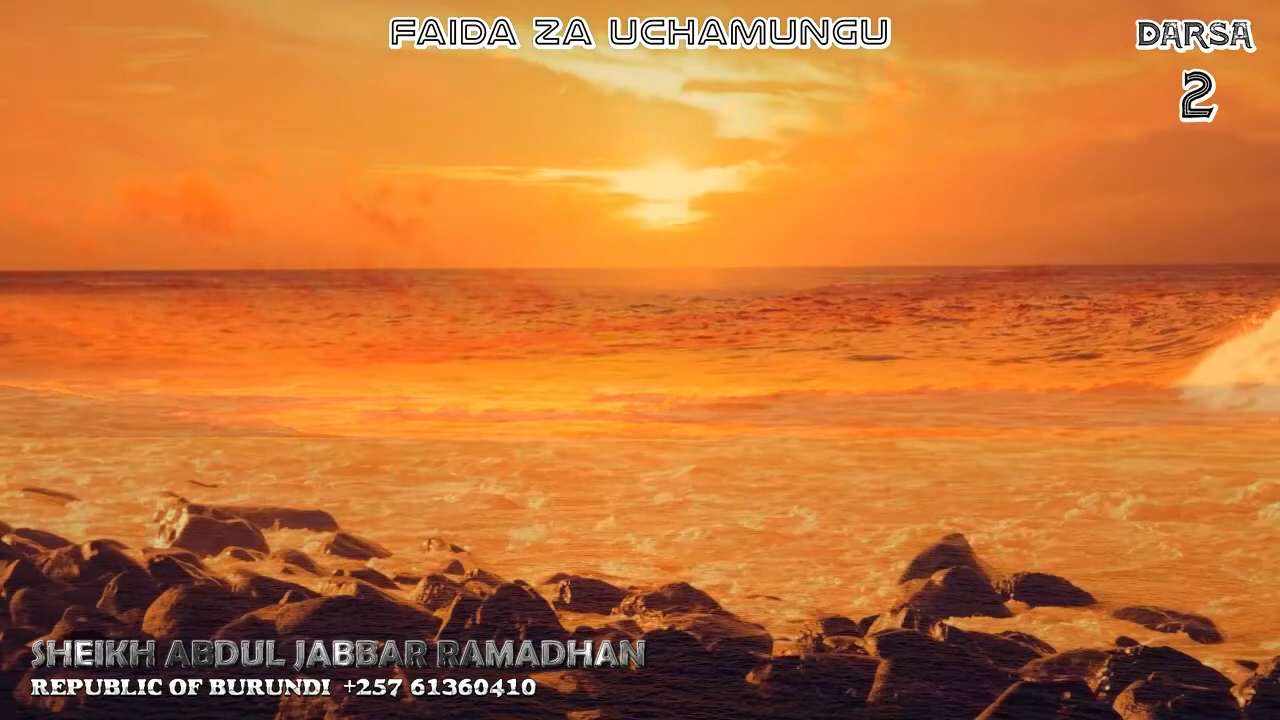 FAIDA ZA UCHAMUNGU
DARSA
2
SHEIKH ABDUL JABBAR RAMADHAN
REPUBLIC OF BURUNDI +257 61360410